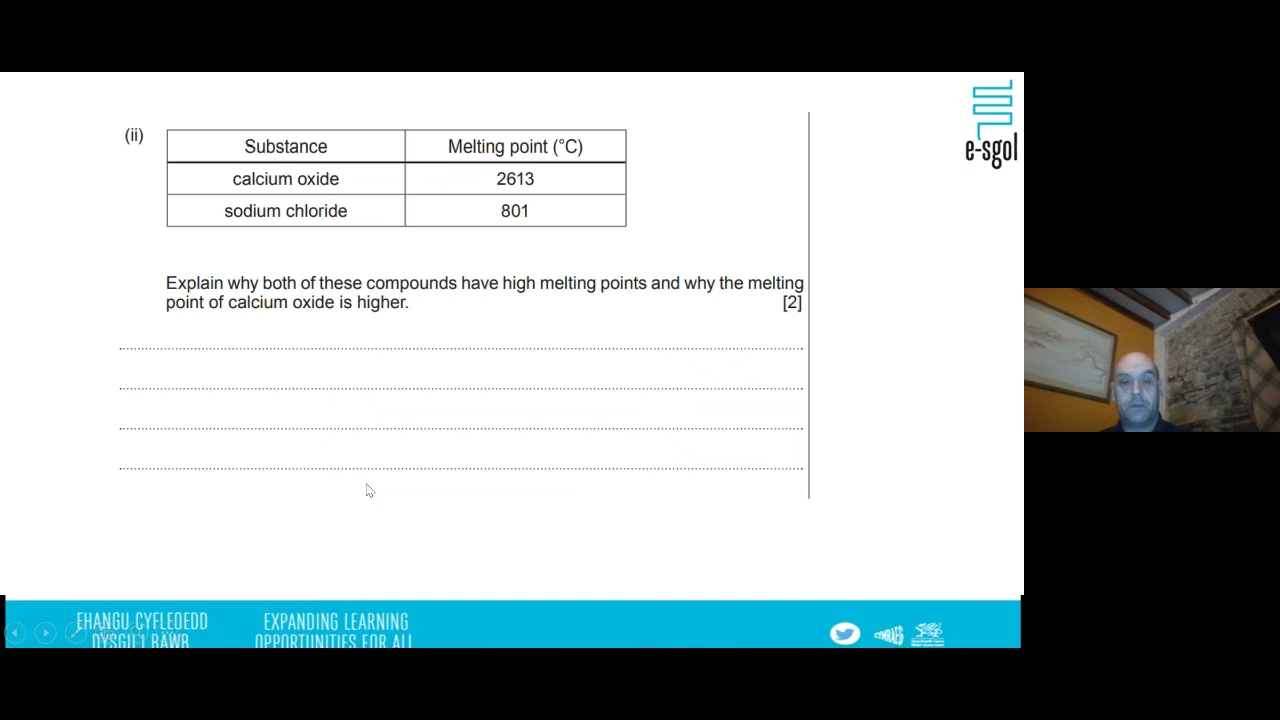 e-sgol
(ii)
Substance Melting point (°C)
calcium oxide 2613
sodium chloride 801
Explain why both of these compounds have high melting points and why the melting
point of calcium oxide is higher. [2]
EHANGU CYFLEOEDD EXPANDING LEARNING
DYSGU I BAWB OPPORTUNITIES FOR ALL